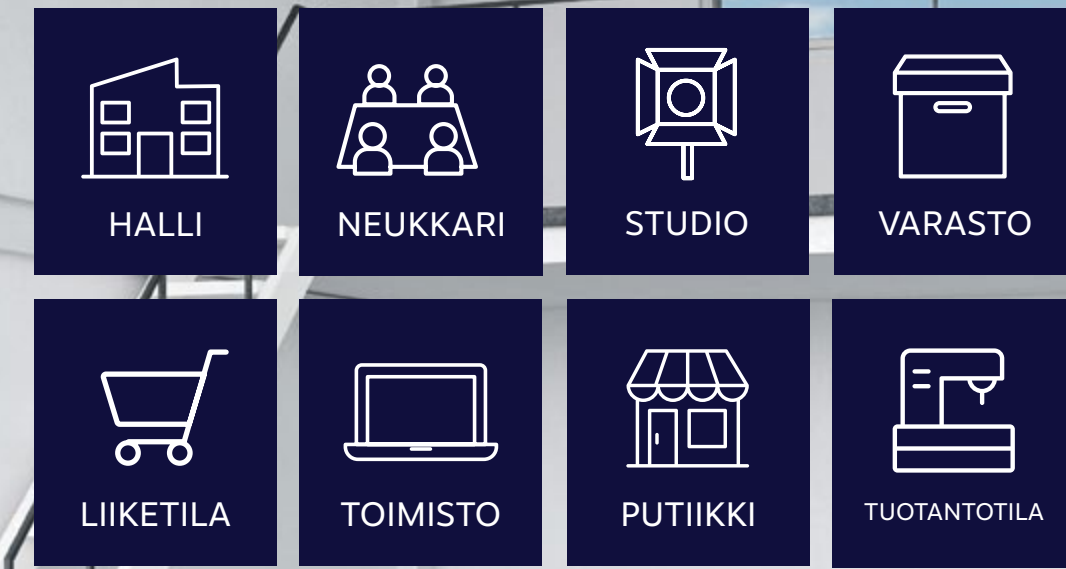 HALLI
NEUKKARI
STUDIO
VARASTO
LIIKETILA
TOIMISTO
PUTIIKKI
TUOTANTOTILA